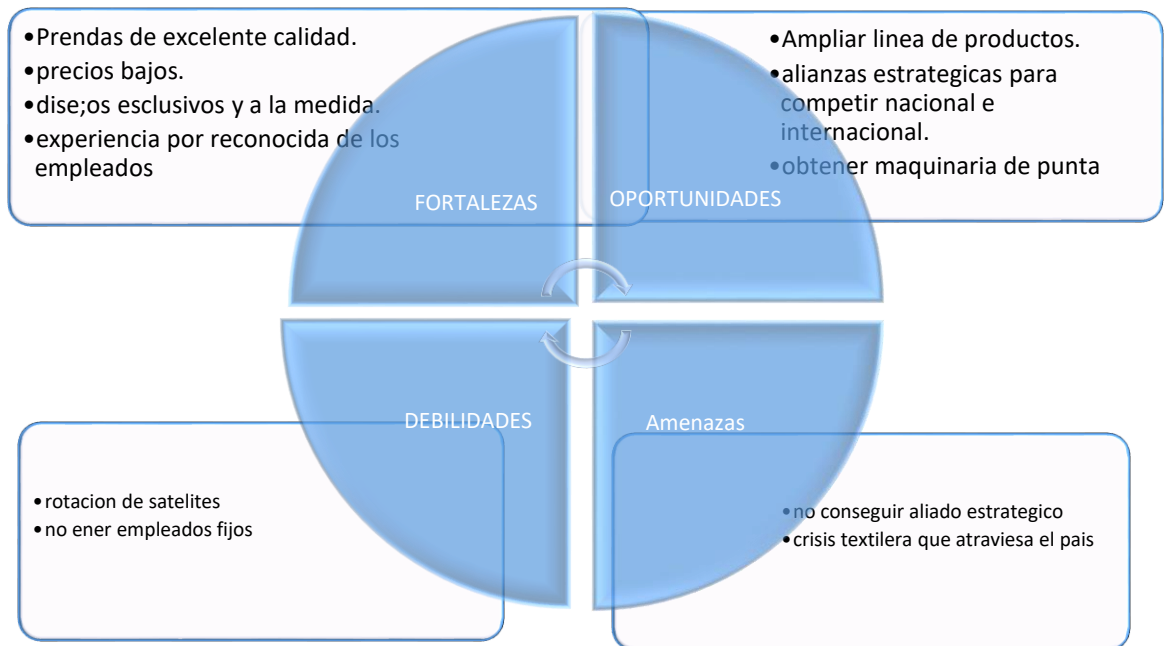 •Prendas de excelente calidad.
•precios bajos.
•dise;os esclusivos y a la medida.
•experiencia por reconocida de los
empleados
FORTALEZAS
•Ampliar linea de productos.
•alianzas estrategicas para
competir nacional e
internacional.
•obtener maquinaria de punta
OPORTUNIDADES
DEBILIDADES
•rotacion de satelites
•no ener empleados fijos
Amenazas
•no conseguir aliado estrategico
•crisis textilera que atraviesa el pais